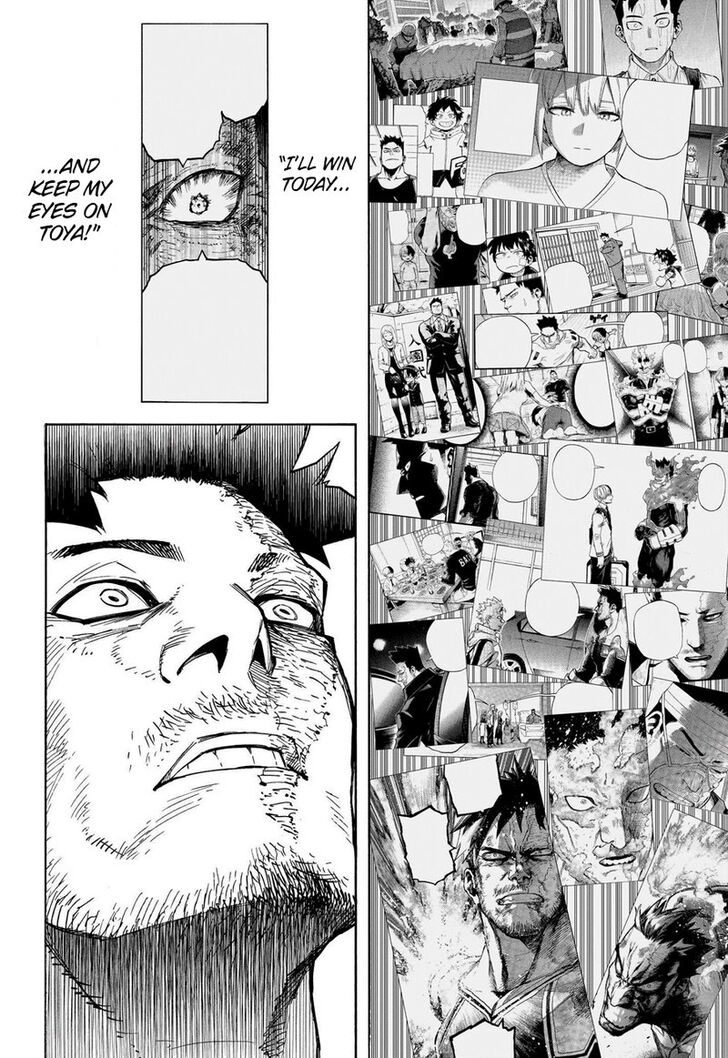 "I'LL WIN
TODAY...
...AND
KEEP MY
EYES ON
TOYA!"